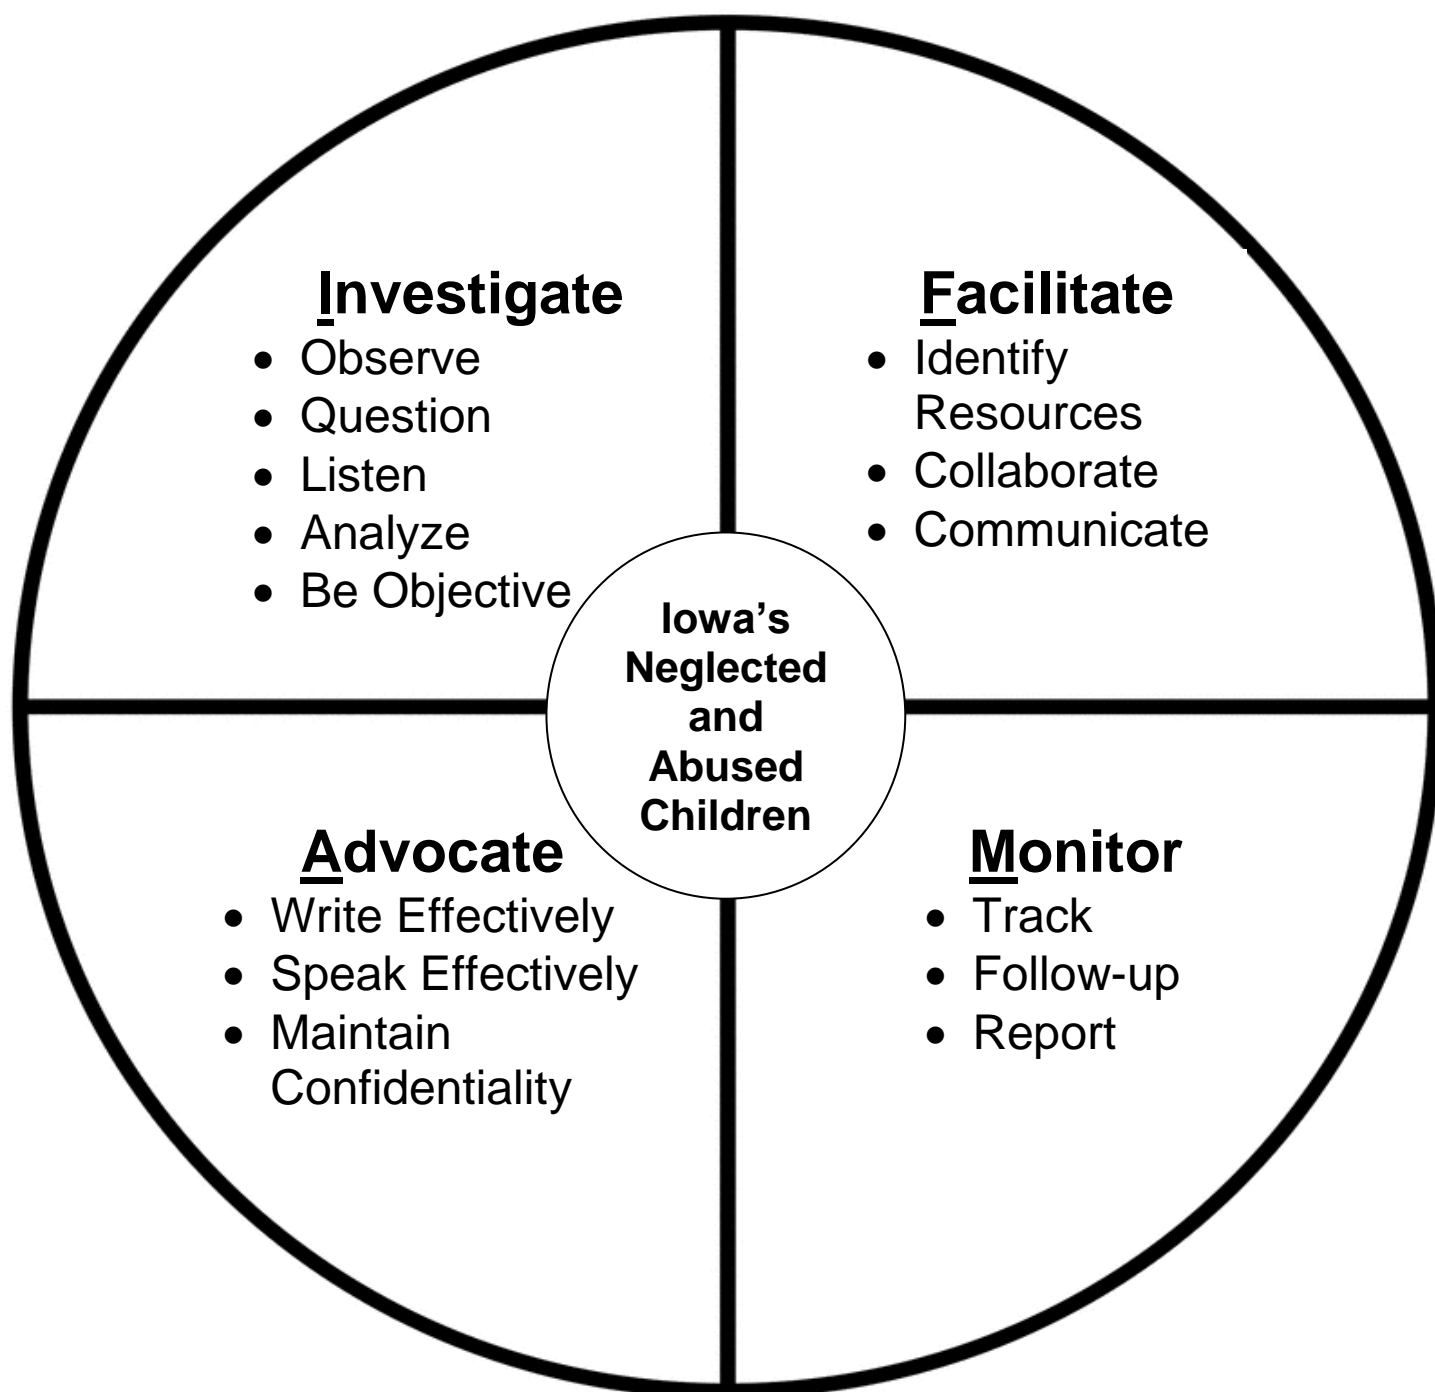 Investigate
• Observe
• Question
• Listen
• Analyze
• Be Objective
Facilitate
• Identify
Resources
• Collaborate
• Communicate
Iowa’s
Neglected
and
Abused
Children
Advocate
• Write Effectively
• Speak Effectively
• Maintain
Confidentiality
Monitor
• Track
• Follow-up
• Report